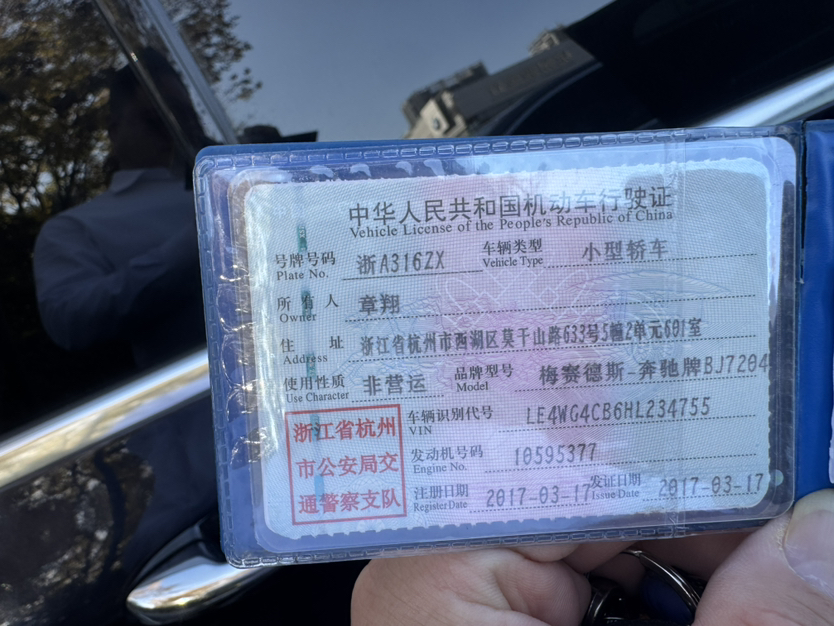 中华人民共和国机动车行驶证
Vehicle License of the People's Republic of China
号牌号码 浙A316ZX 车辆类型 小型轿车
Plate No. Vehicle Type
所有人 章翔
Owner
住址 浙江省杭州市西湖区莫干山路633号5幢2单元601室
Address
使用性质 非营运 品牌型号 梅赛德斯-奔驰牌BJ7204
Use Character Model
浙江省杭州
市公安局交
通警察支队
车辆识别代号 LE4WG4CB6HL234755
VIN
发动机号码 10595377
Engine No.
注册日期 2017-03-17 发证日期 2017-03-17
Register Date Issue Date